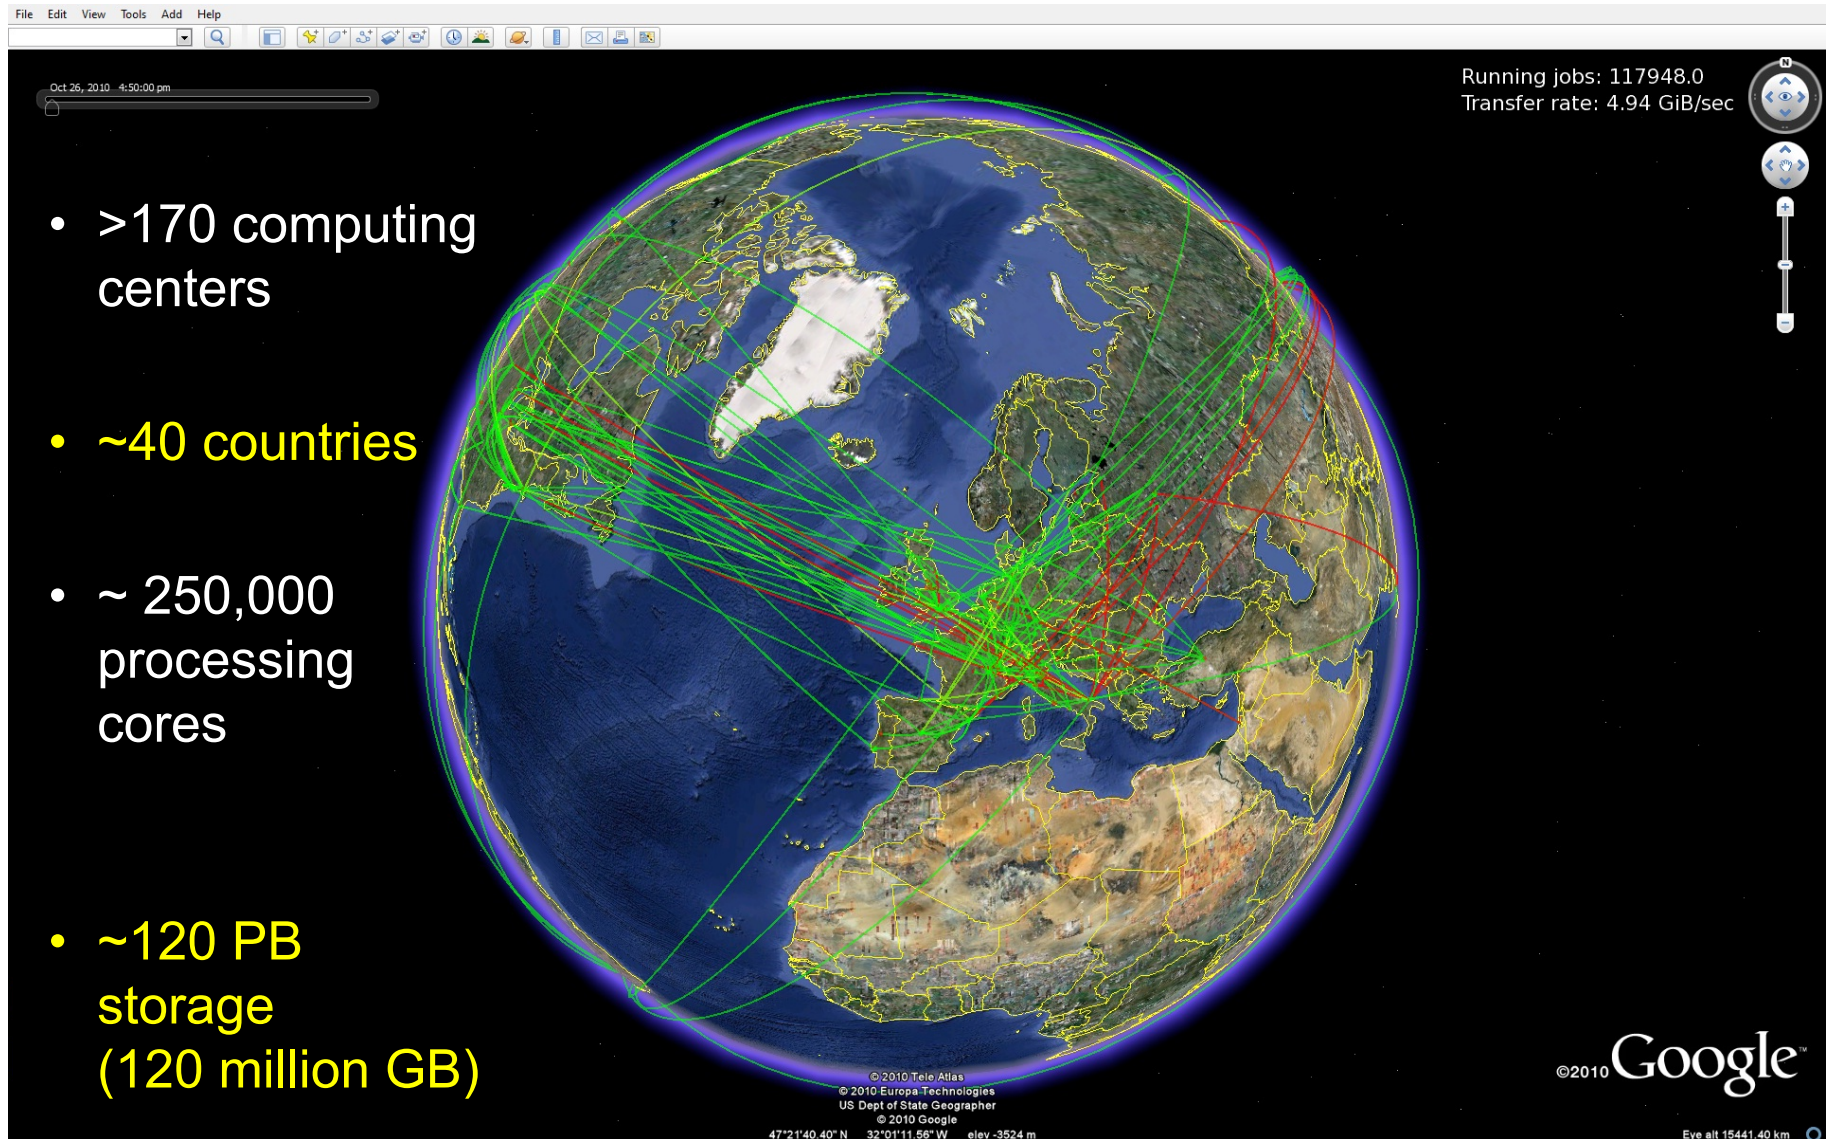 File Edit View Tools Add Help
Oct 26, 2010 4:50:00 pm
Running jobs: 117948.0
Transfer rate: 4.94 GiB/sec
N
• >170 computing
centers
• ~40 countries
• ~ 250,000
processing
cores
• ~120 PB
storage
(120 million GB)
© 2010 Tele Atlas
© 2010 Europa Technologies
US Dept of State Geographer
© 2010 Google
©2010 Google™
47°21'40.40" N 32°01'11.56" W elev -3524 m
Eye alt 15441.40 km